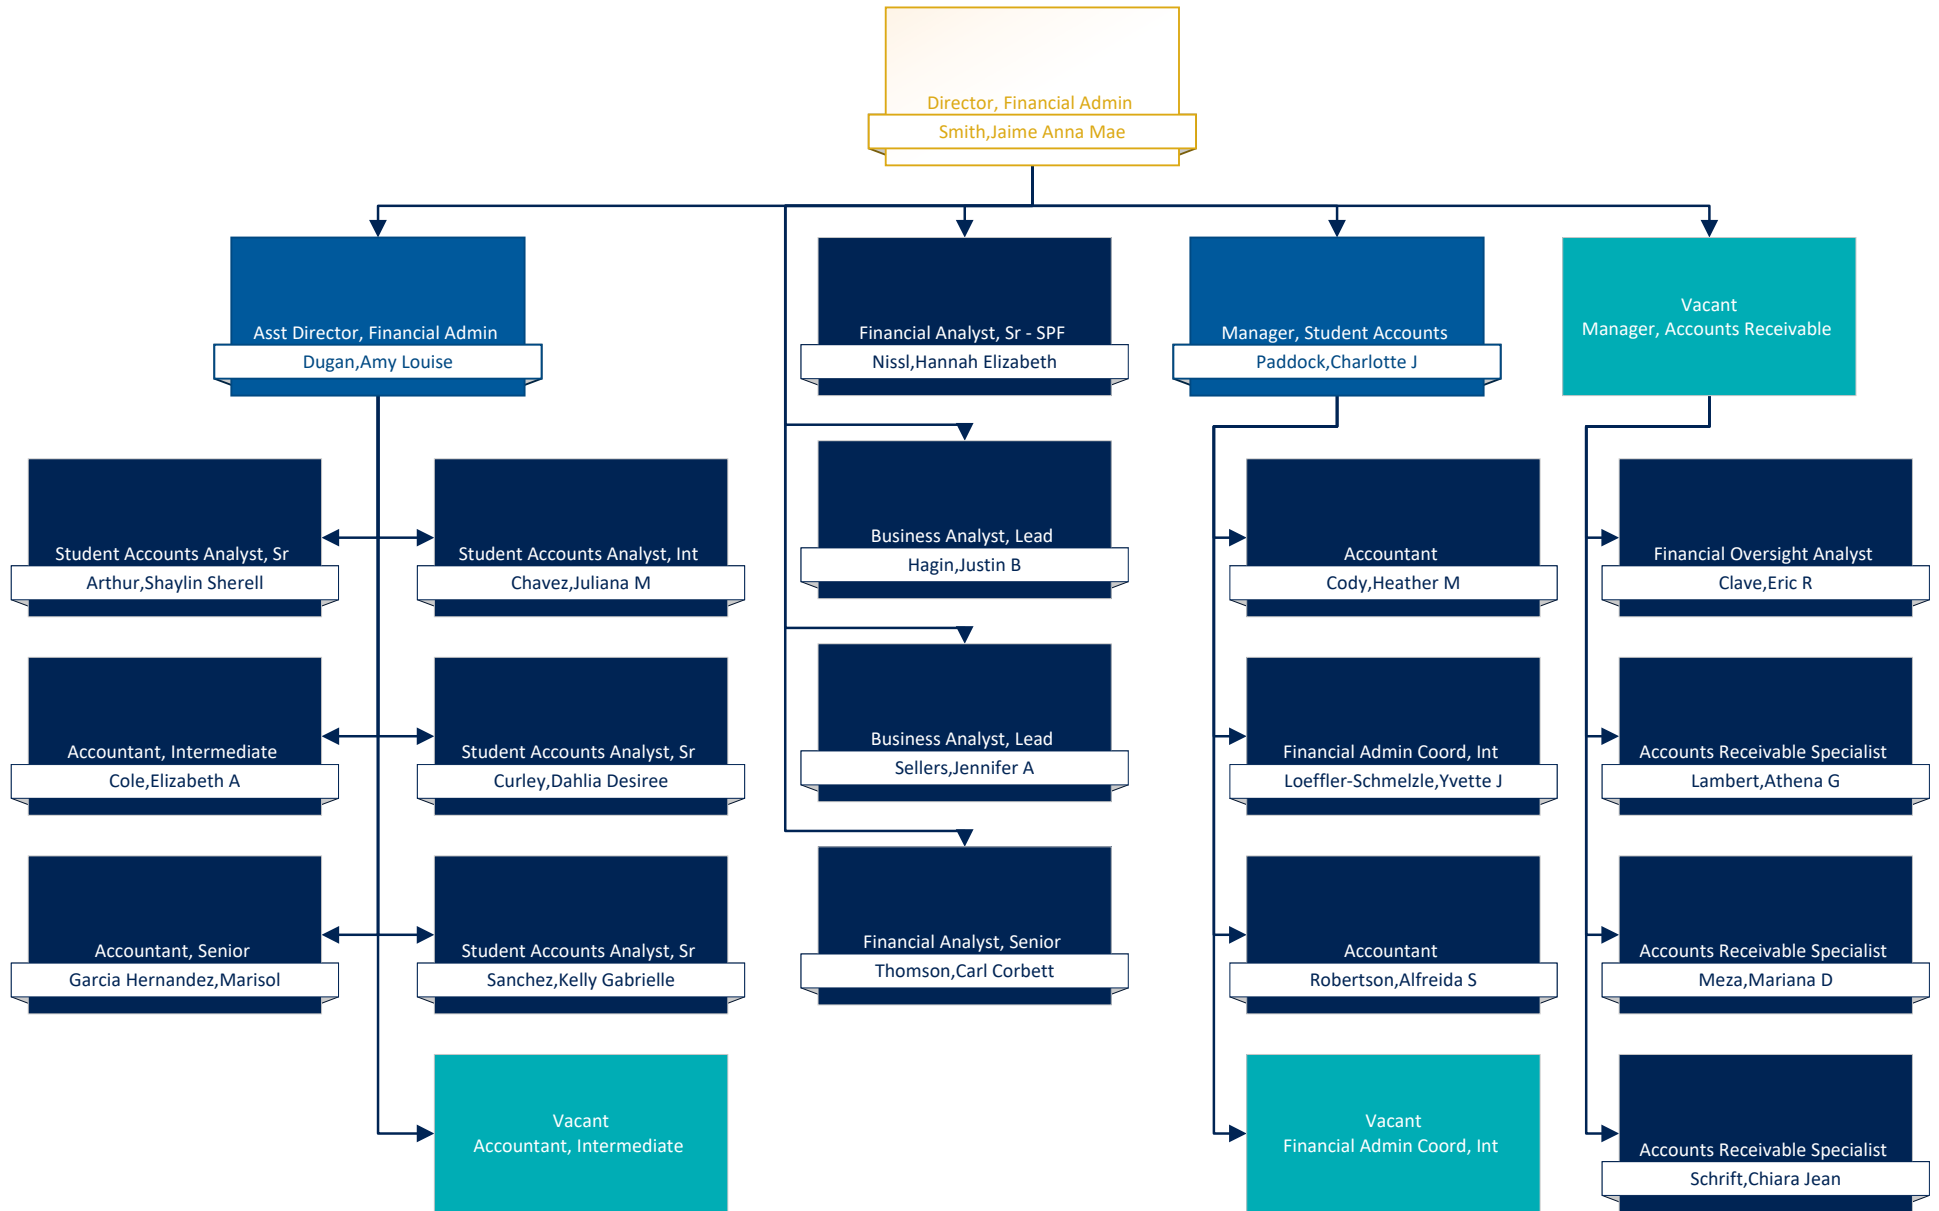 Director, Financial Admin
Smith,Jaime Anna Mae
Asst Director, Financial Admin
Dugan,Amy Louise
Financial Analyst, Sr - SPF
Nissl,Hannah Elizabeth
Manager, Student Accounts
Paddock,Charlotte J
Vacant
Manager, Accounts Receivable
Student Accounts Analyst, Sr
Arthur,Shaylin Sherell
Student Accounts Analyst, Int
Chavez,Juliana M
Business Analyst, Lead
Hagin,Justin B
Accountant
Cody,Heather M
Financial Oversight Analyst
Clave,Eric R
Accountant, Intermediate
Cole,Elizabeth A
Student Accounts Analyst, Sr
Curley,Dahlia Desiree
Business Analyst, Lead
Sellers,Jennifer A
Financial Admin Coord, Int
Loeffler-Schmelzle,Yvette J
Accounts Receivable Specialist
Lambert,Athena G
Accountant, Senior
Garcia Hernandez,Marisol
Student Accounts Analyst, Sr
Sanchez,Kelly Gabrielle
Financial Analyst, Senior
Thomson,Carl Corbett
Accountant
Robertson,Alfreida S
Accounts Receivable Specialist
Meza,Mariana D
Vacant
Accountant, Intermediate
Vacant
Financial Admin Coord, Int
Accounts Receivable Specialist
Schrift,Chiara Jean